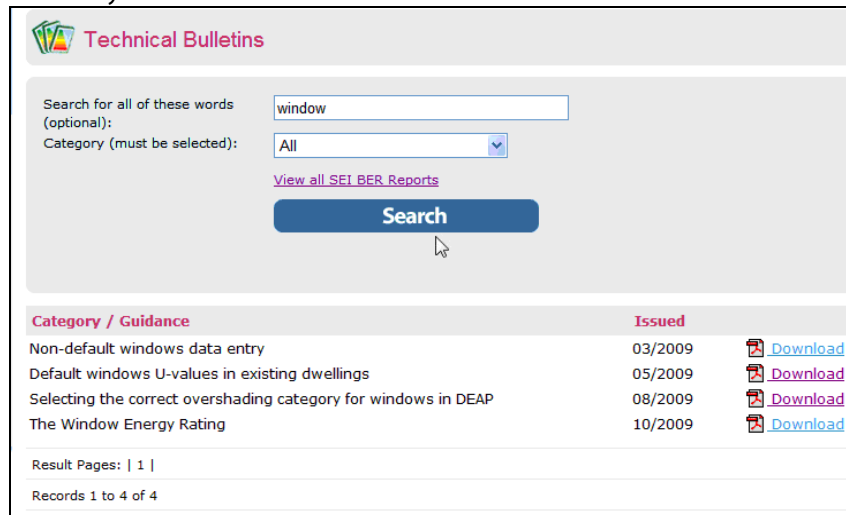 Technical Bulletins
Search for all of these words
(optional):
window
Category (must be selected):
All
View all SEI BER Reports
Search
Category / Guidance Issued
Non-default windows data entry 03/2009 Download
Default windows U-values in existing dwellings 05/2009 Download
Selecting the correct overshading category for windows in DEAP 08/2009 Download
The Window Energy Rating 10/2009 Download
Result Pages: | 1 |
Records 1 to 4 of 4